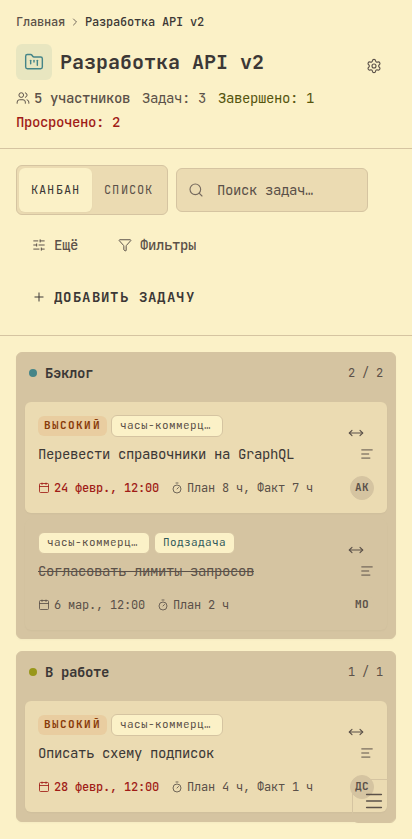 Главная > Разработка API v2
Разработка API v2
5 участников Задач: 3 Завершено: 1
Просрочено: 2
КАНБАН СПИСОК Поиск задач…
Ещё Фильтры
+ ДОБАВИТЬ ЗАДАЧУ
Бэклог 2 / 2
ВЫСОКИЙ часы-коммерц…
Перевести справочники на GraphQL
24 февр., 12:00 План 8 ч, Факт 7 ч АК
часы-коммерц… Подзадача
Согласовать лимиты запросов
6 мар., 12:00 План 2 ч МО
В работе 1 / 1
ВЫСОКИЙ часы-коммерц…
Описать схему подписок
28 февр., 12:00 План 4 ч, Факт 1 ч ДС